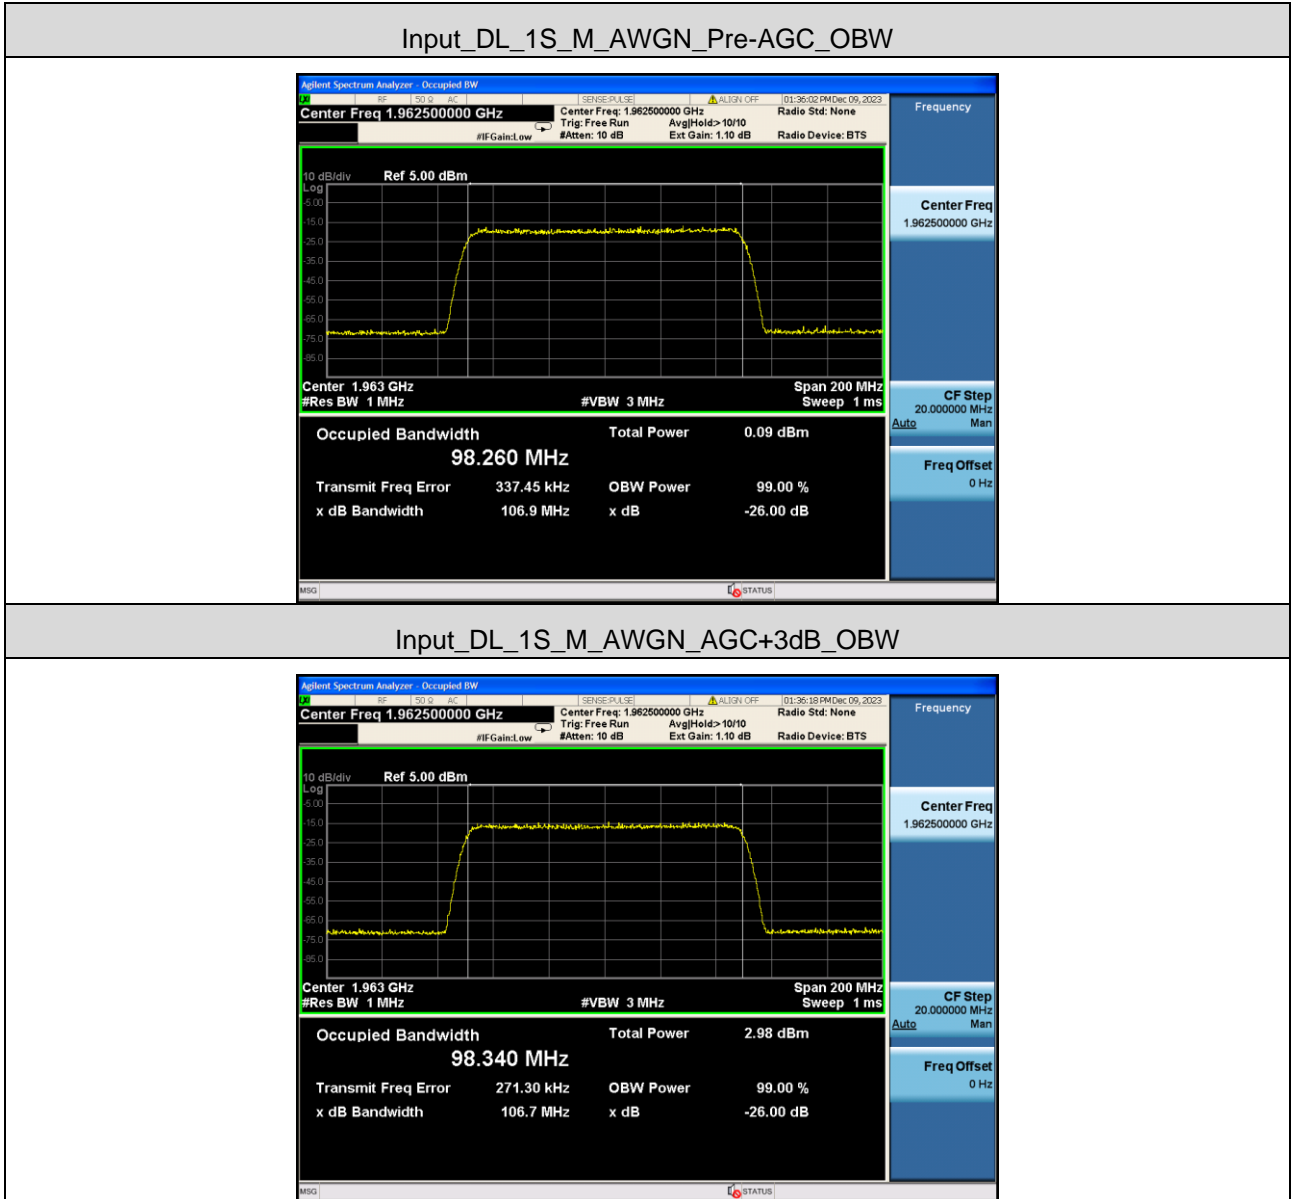 Input_DL_1S_M_AWGN_Pre-AGC_OBW
Agilent Spectrum Analyzer - Occupied BW
RF 50 Ω AC SENSE:PULSE ALIGN OFF 01:36:02 PM Dec 09, 2023
Center Freq 1.962500000 GHz
Center Freq: 1.962500000 GHz Radio Std: None
Trig: Free Run Avg|Hold>10/10
#IFGain:Low #Atten: 10 dB Ext Gain: 1.10 dB Radio Device: BTS
Frequency
10 dB/div Ref 5.00 dBm
Log
-5.00
-15.0
-25.0
-35.0
-45.0
-55.0
-65.0
-75.0
-85.0
Center 1.963 GHz Span 200 MHz
#Res BW 1 MHz #VBW 3 MHz Sweep 1 ms
Occupied Bandwidth Total Power 0.09 dBm
98.260 MHz
Transmit Freq Error 337.45 kHz OBW Power 99.00 %
x dB Bandwidth 106.9 MHz x dB -26.00 dB
Center Freq
1.962500000 GHz
CF Step
20.000000 MHz
Auto Man
Freq Offset
0 Hz
MSG STATUS
Input_DL_1S_M_AWGN_AGC+3dB_OBW
Agilent Spectrum Analyzer - Occupied BW
RF 50 Ω AC SENSE:PULSE ALIGN OFF 01:36:18 PM Dec 09, 2023
Center Freq 1.962500000 GHz
Center Freq: 1.962500000 GHz Radio Std: None
Trig: Free Run Avg|Hold>10/10
#IFGain:Low #Atten: 10 dB Ext Gain: 1.10 dB Radio Device: BTS
Frequency
10 dB/div Ref 5.00 dBm
Log
-5.00
-15.0
-25.0
-35.0
-45.0
-55.0
-65.0
-75.0
-85.0
Center 1.963 GHz Span 200 MHz
#Res BW 1 MHz #VBW 3 MHz Sweep 1 ms
Occupied Bandwidth Total Power 2.98 dBm
98.340 MHz
Transmit Freq Error 271.30 kHz OBW Power 99.00 %
x dB Bandwidth 106.7 MHz x dB -26.00 dB
Center Freq
1.962500000 GHz
CF Step
20.000000 MHz
Auto Man
Freq Offset
0 Hz
MSG STATUS